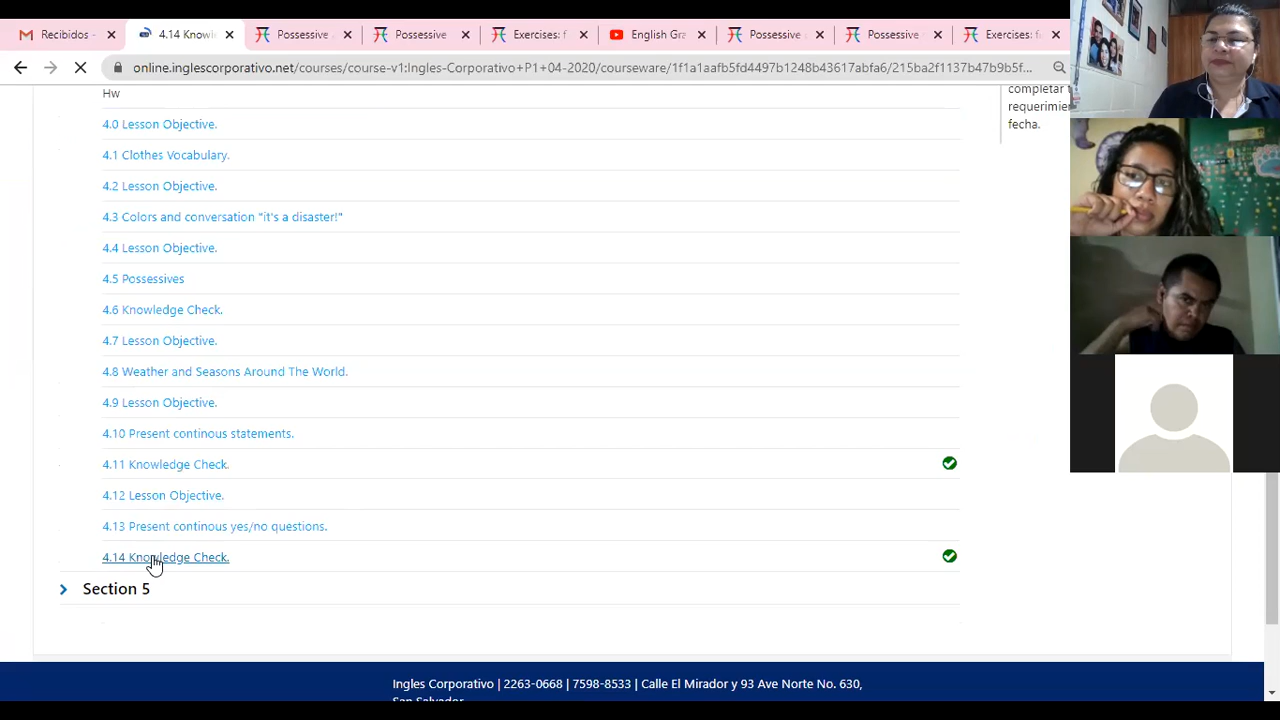 Recibidos -
4.14 Knowl
Possessive
Possessive
Exercises: f
English Gra
Possessive
Possessive
Exercises: f
online.inglescorporativo.net/courses/course-v1:Ingles-Corporativo+P1+04-2020/courseware/1f1a1aafb5fd4497b1248b43617abfa6/215ba2f1137b47b9b5f...
Hw
completar
requerimie
fecha.
4.0 Lesson Objective.
4.1 Clothes Vocabulary.
4.2 Lesson Objective.
4.3 Colors and conversation "it's a disaster!"
4.4 Lesson Objective.
4.5 Possessives
4.6 Knowledge Check.
4.7 Lesson Objective.
4.8 Weather and Seasons Around The World.
4.9 Lesson Objective.
4.10 Present continous statements.
4.11 Knowledge Check.
4.12 Lesson Objective.
4.13 Present continous yes/no questions.
4.14 Knowledge Check.
Section 5
Ingles Corporativo | 2263-0668 | 7598-8533 | Calle El Mirador y 93 Ave Norte No. 630,
San Salvador